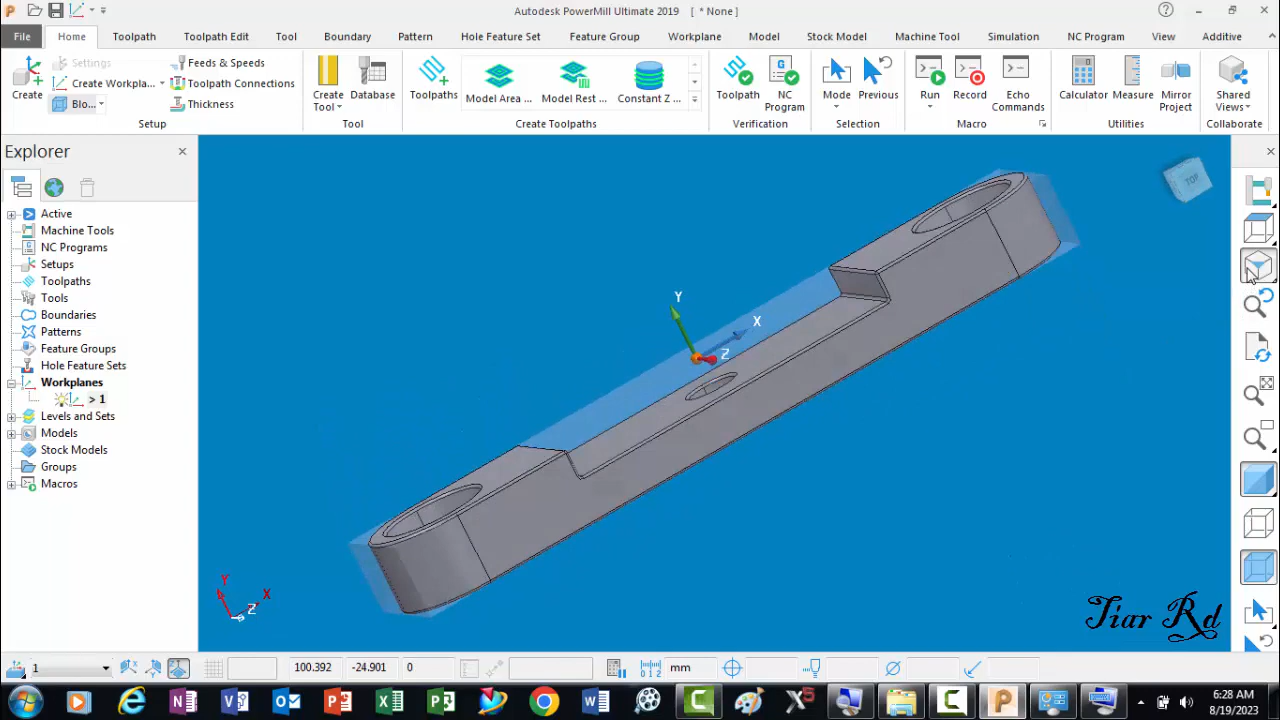 Autodesk PowerMill Ultimate 2019 [ * None ]
File Home Toolpath Toolpath Edit Tool Boundary Pattern Hole Feature Set Feature Group Workplane Model Stock Model Machine Tool Simulation NC Program View Additive
Create
Settings
Create Workpla...
Blo...
Feeds & Speeds
Toolpath Connections
Thickness
Setup
Create Tool
Database
Tool
Toolpaths
Model Area ...
Model Rest ...
Constant Z ...
Create Toolpaths
Toolpath
NC Program
Verification
Mode
Previous
Selection
Run
Record
Echo Commands
Macro
Calculator
Measure
Mirror Project
Utilities
Shared Views
Collaborate
Explorer
Active
Machine Tools
NC Programs
Setups
Toolpaths
Tools
Boundaries
Patterns
Feature Groups
Hole Feature Sets
Workplanes
> 1
Levels and Sets
Models
Stock Models
Groups
Macros
TOP
Y
X
Z
Y
X
Z
Tiar Rd
1
100.392
-24.901
0
mm
6:28 AM
8/19/2023